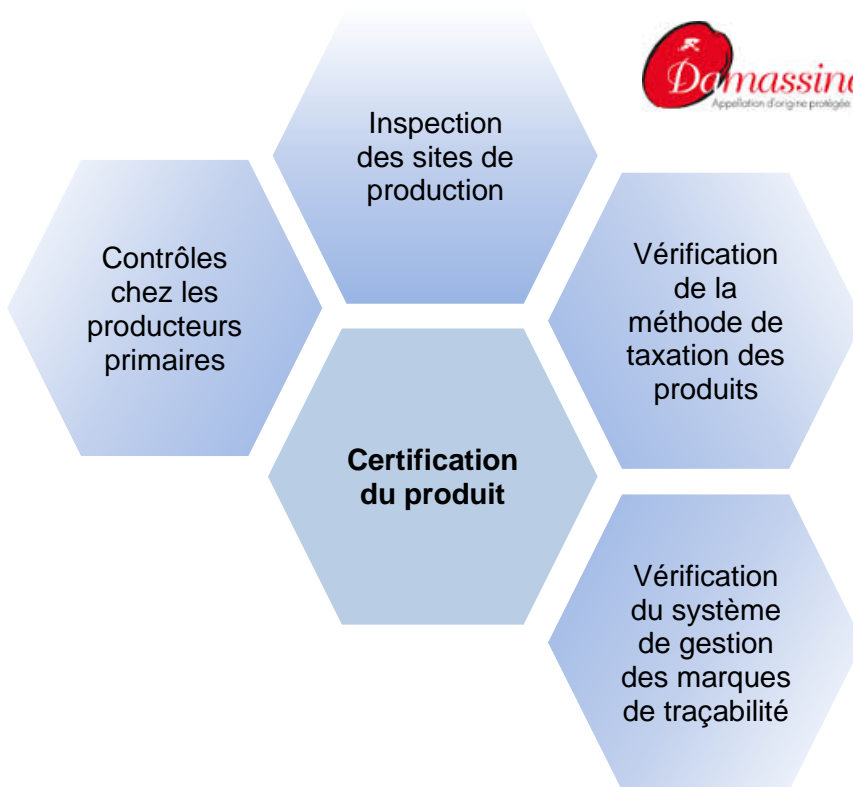 Damassine
Appellation d'origine protégée
Inspection
des sites de
production
Contrôles
chez les
producteurs
primaires
Vérification
de la
méthode de
taxation des
produits
Certification
du produit
Vérification
du système
de gestion
des marques
de traçabilité